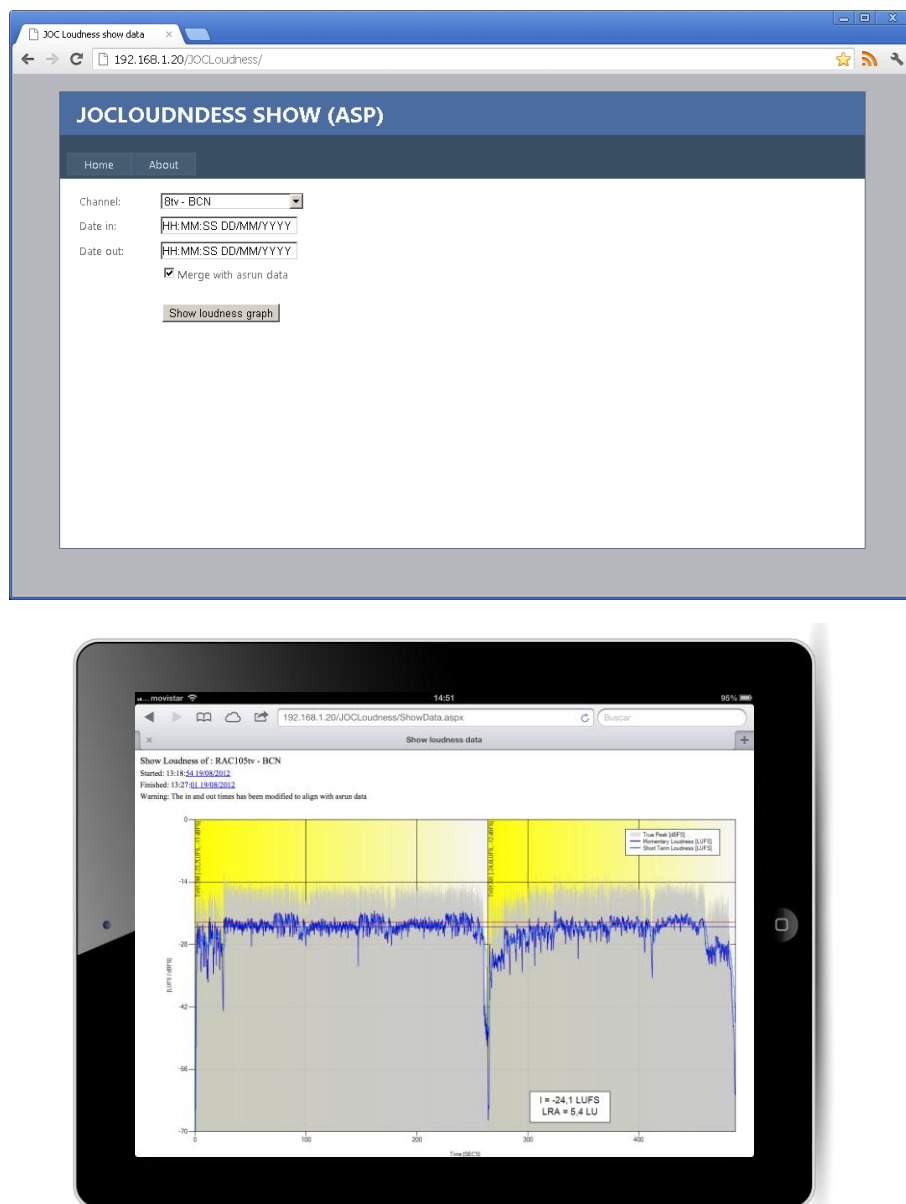 JOC Loudness show data
192.168.1.20/JOCLoudness/
JOCLOUDNDESS SHOW (ASP)
Home About
Channel: 8tv - BCN
Date in: HH:MM:SS DD/MM/YYYY
Date out: HH:MM:SS DD/MM/YYYY
Merge with asrun data
Show loudness graph
movistar 14:51 95%
192.168.1.20/JOCLoudness/ShowData.aspx Buscar
Show loudness data
Show Loudness of : RAC105tv - BCN
Started: 13:18:54 19/08/2012
Finished: 13:27:01 19/08/2012
Warning: The in and out times has been modified to align with asrun data
True Peak [dBFS]
Momentary Loudness [LUFS]
Short Term Loudness [LUFS]
0
-14
-28
-42
-56
-70
[LUFS / dBFS]
I = -24,1 LUFS
LRA = 5,4 LU
0 100 200 300 400
Time [SECS]